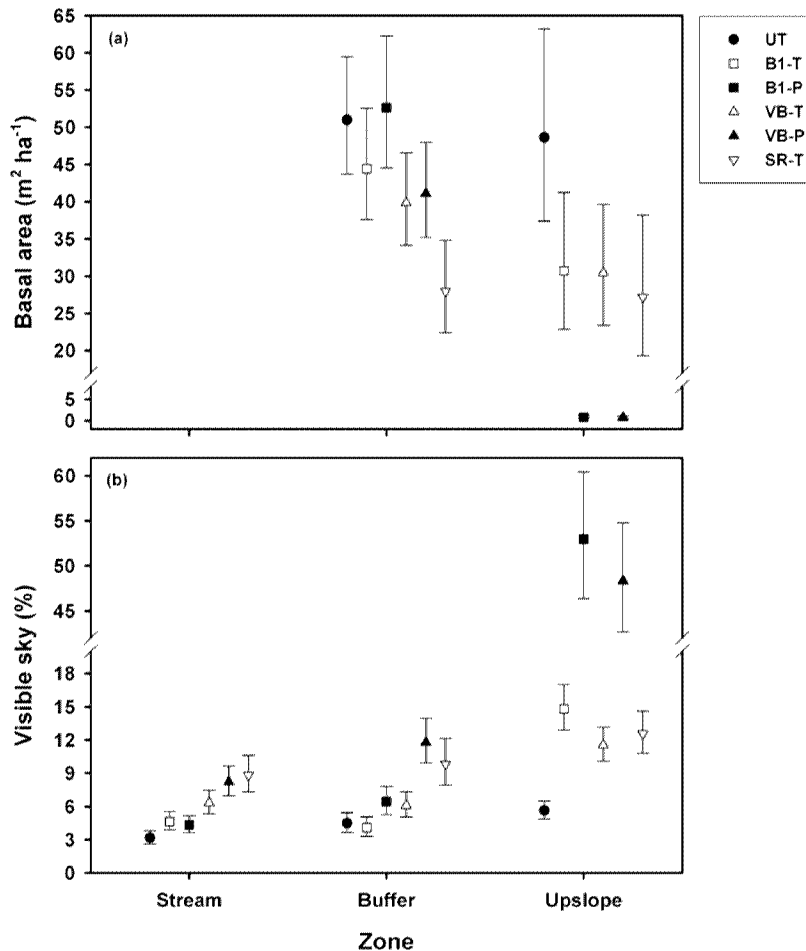 (a)
65
60
55
50
45
40
35
30
25
20
5
0
Basal area (m² ha⁻¹)
UT
B1-T
B1-P
VB-T
VB-P
SR-T
(b)
60
55
50
45
18
15
12
9
6
3
0
Visible sky (%)
Stream Buffer Upslope
Zone